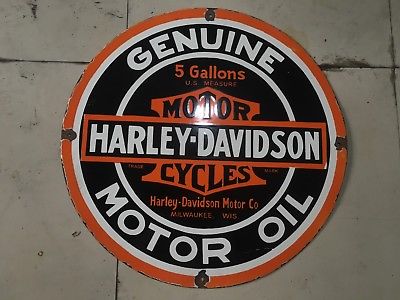 GENUINE
5 Gallons
U.S. MEASURE
MOTOR
HARLEY-DAVIDSON
TRADE MARK
CYCLES
Harley-Davidson Motor Co
MILWAUKEE, WIS.
MOTOR OIL